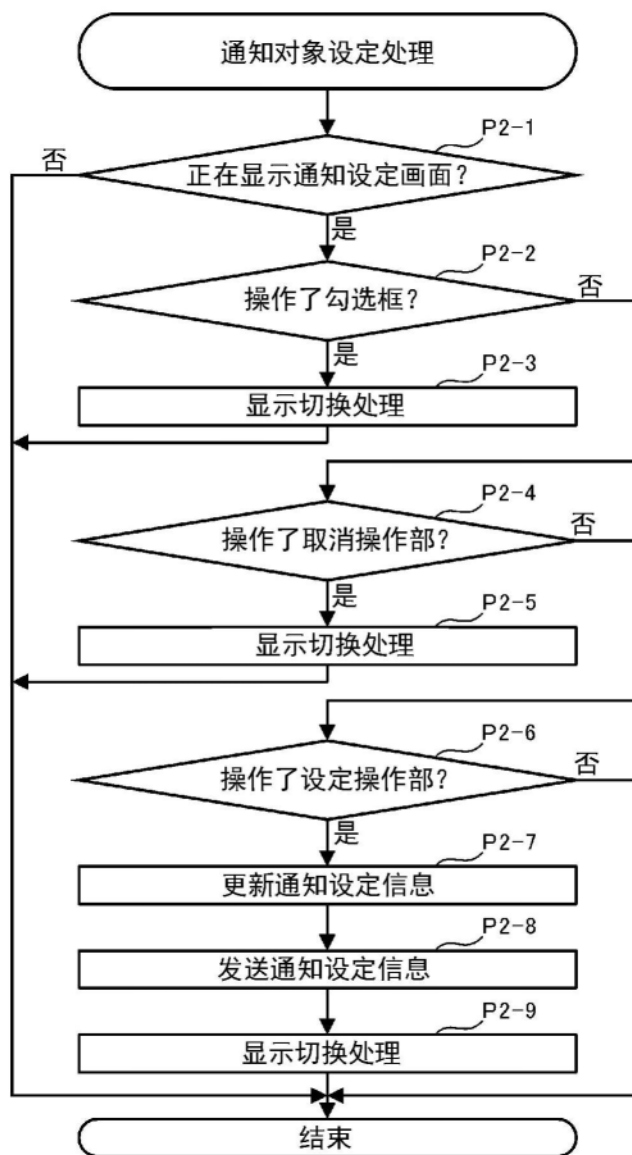 通知对象设定处理
P2-1
否
正在显示通知设定画面?
是
P2-2
操作了勾选框?
否
是
P2-3
显示切换处理
P2-4
操作了取消操作部?
否
是
P2-5
显示切换处理
P2-6
操作了设定操作部?
否
是
P2-7
更新通知设定信息
P2-8
发送通知设定信息
P2-9
显示切换处理
结束